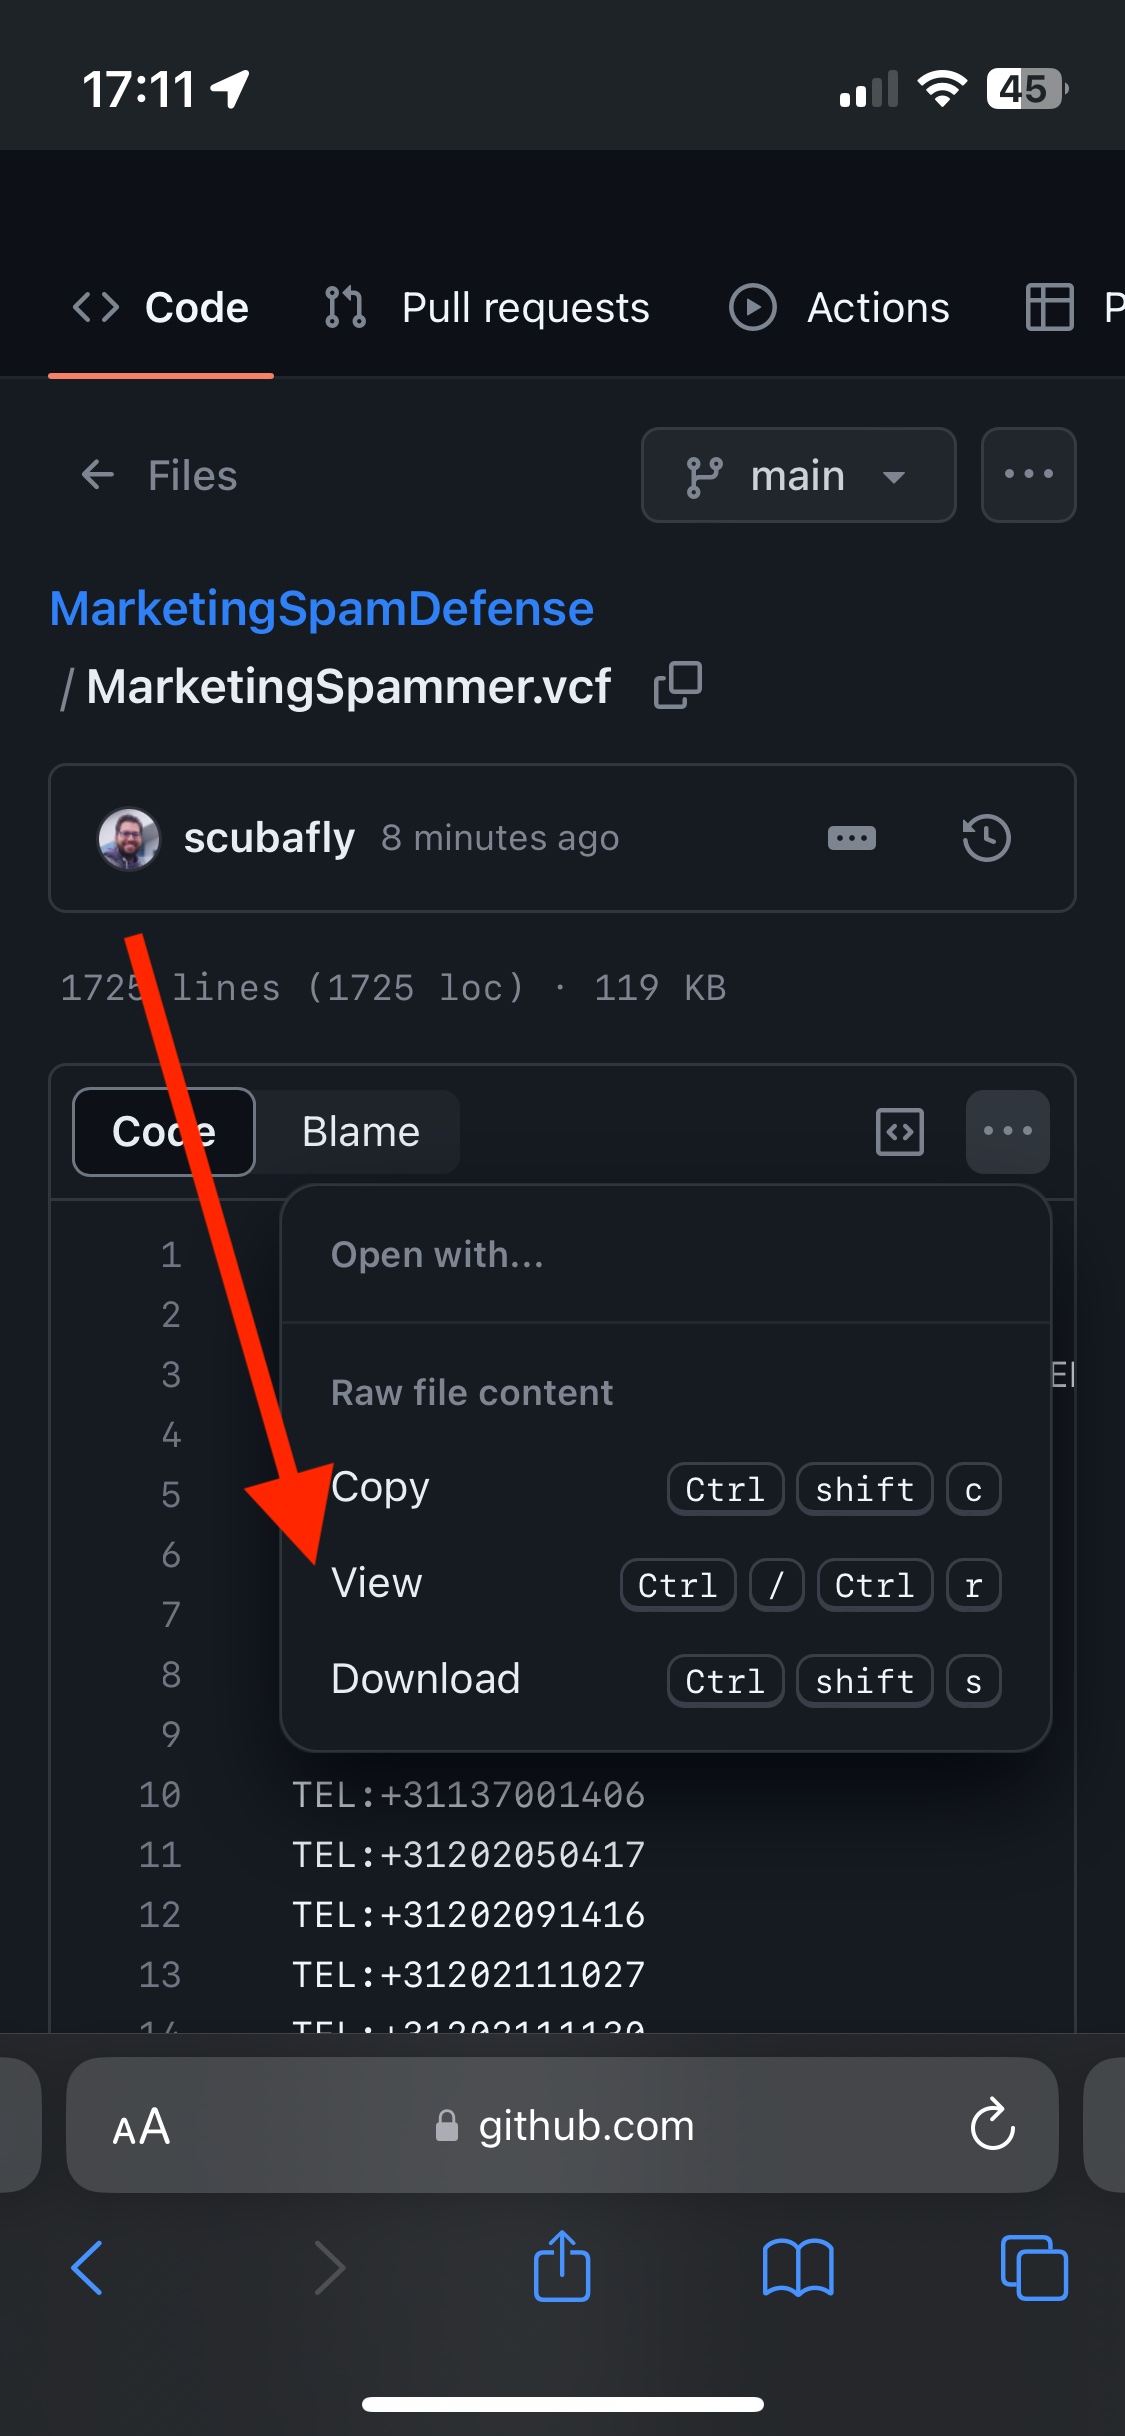 17:11 45
Code Pull requests Actions P
Files main
MarketingSpamDefense
/ MarketingSpammer.vcf
scubafly 8 minutes ago
1725 lines (1725 loc) · 119 KB
Code Blame
Open with...
1
2
Raw file content
3
4
Copy Ctrl shift c
5
6
View Ctrl / Ctrl r
7
8
Download Ctrl shift s
9
10 TEL:+31137001406
11 TEL:+31202050417
12 TEL:+31202091416
13 TEL:+31202111027
14 TEL:+31202111130
AA github.com